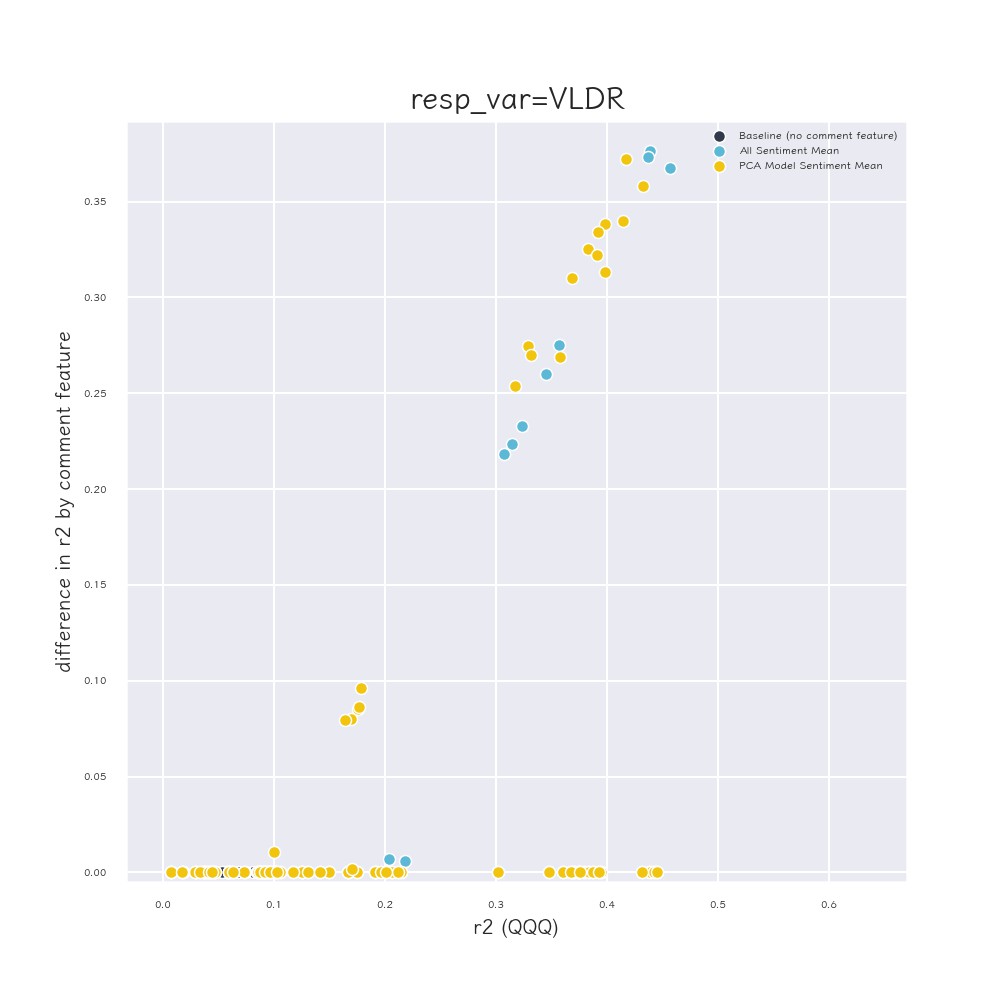 resp_var=VLDR
Baseline (no comment feature)
All Sentiment Mean
PCA Model Sentiment Mean
difference in r2 by comment feature
0.35
0.30
0.25
0.20
0.15
0.10
0.05
0.00
0.0 0.1 0.2 0.3 0.4 0.5 0.6
r2 (QQQ)